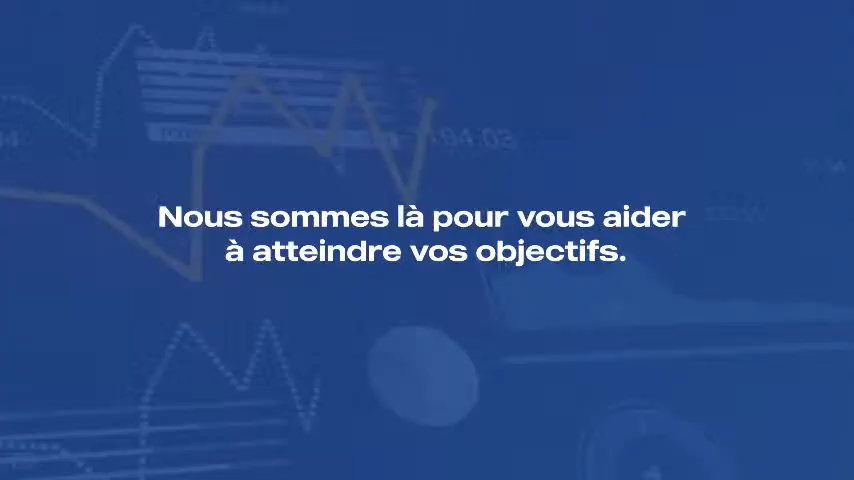 Nous sommes là pour vous aider
à atteindre vos objectifs.